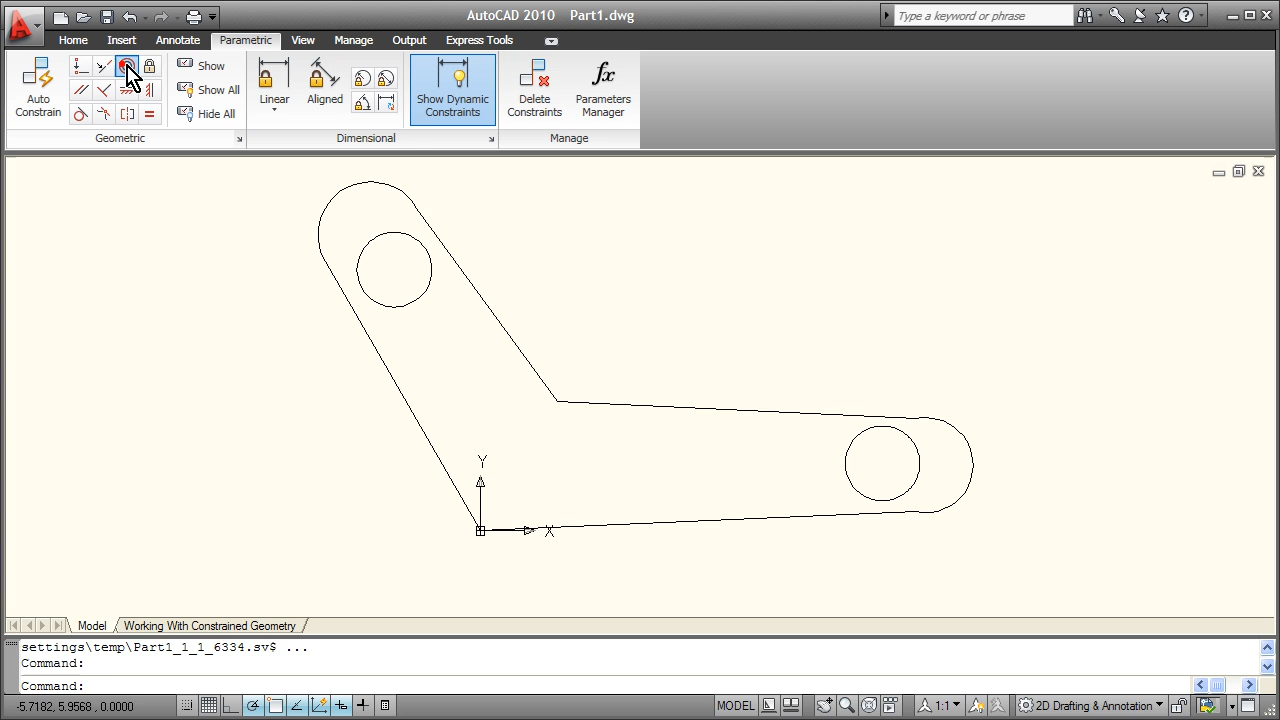 AutoCAD 2010 Part1.dwg
Type a keyword or phrase
Home Insert Annotate Parametric View Manage Output Express Tools
Auto Constrain
Show
Show All
Hide All
Linear
Aligned
Show Dynamic Constraints
Delete Constraints
fx
Parameters Manager
Geometric
Dimensional
Manage
Y
X
Model Working With Constrained Geometry
settings\temp\Part1_1_1_6334.sv$ ...
Command:
Command:
-5.7182, 5.9568 , 0.0000
MODEL
1:1
2D Drafting & Annotation